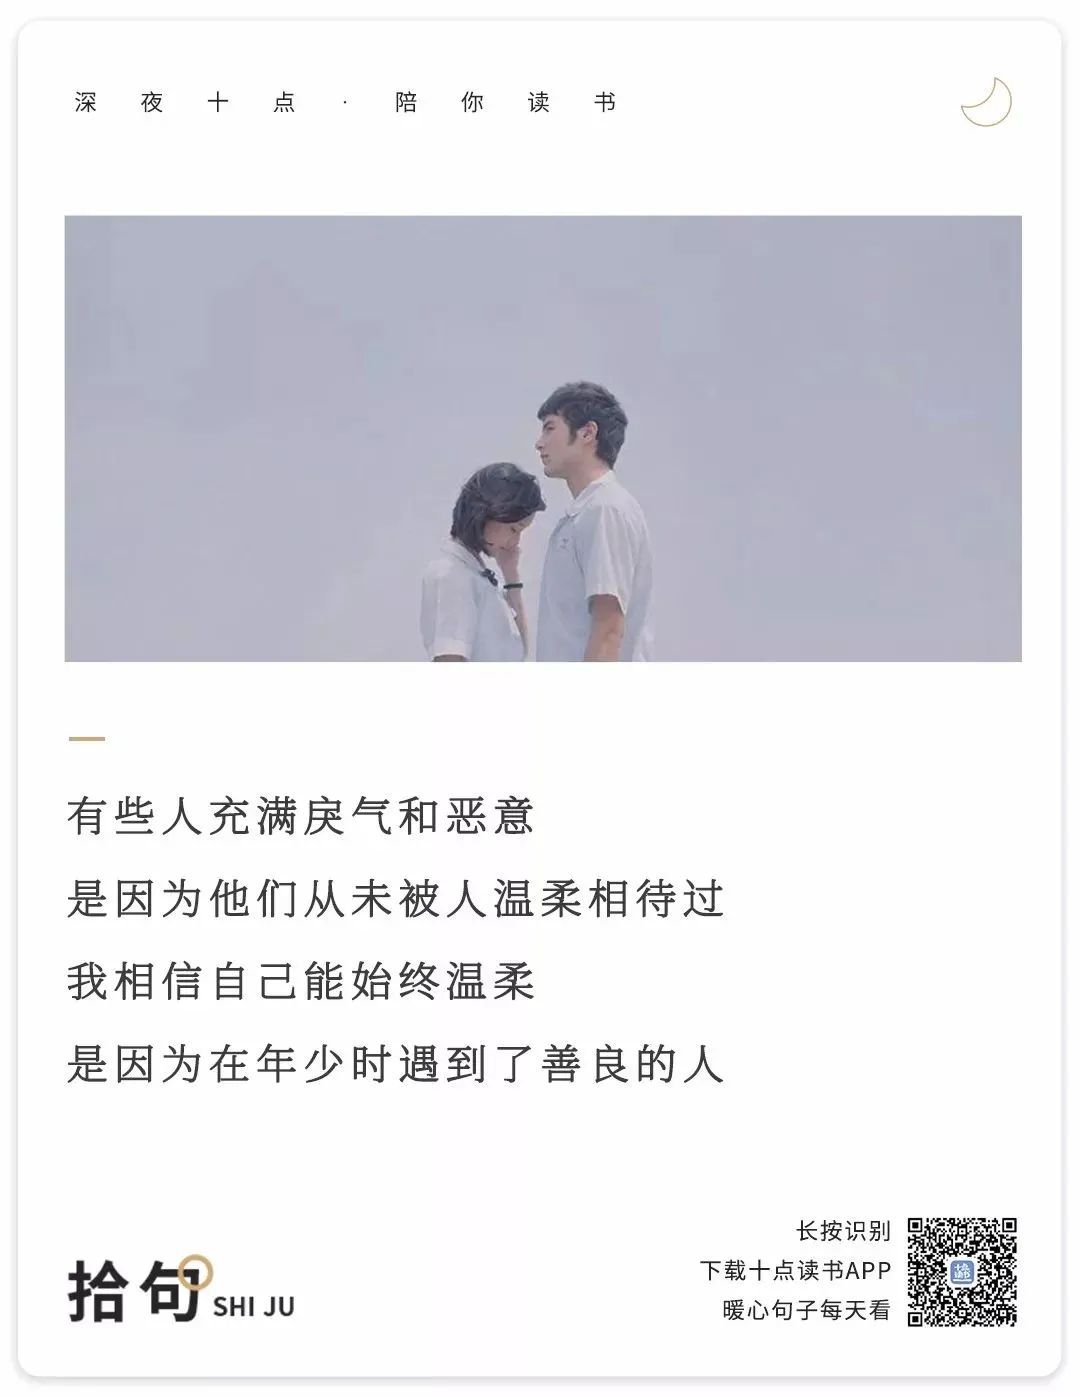 深夜十点·陪你读书
有些人充满戾气和恶意
是因为他们从未被人温柔相待过
我相信自己能始终温柔
是因为在年少时遇到了善良的人
拾句 SHI JU
长按识别
下载十点读书APP
暖心句子每天看
十点
读书